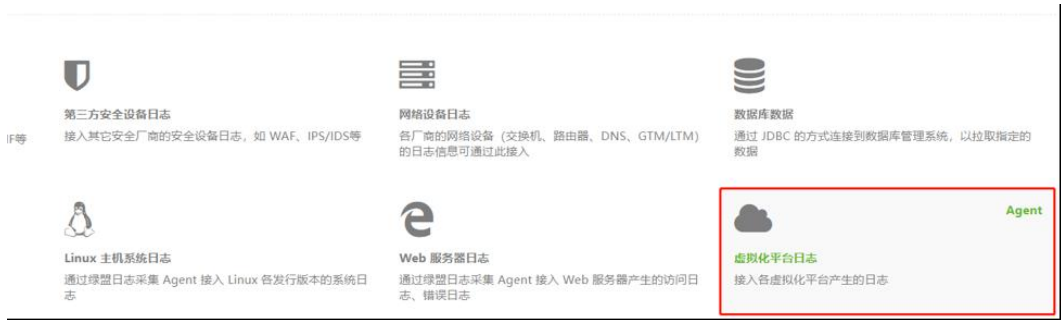 第三方安全设备日志
网络设备日志
数据库数据
IF等
接入其它安全厂商的安全设备日志，如 WAF、IPS/IDS等
各厂商的网络设备（交换机、路由器、DNS、GTM/LTM）
的日志信息可通过此接入
通过 JDBC 的方式连接到数据库管理系统，以拉取指定的
数据
Agent
Linux 主机系统日志
Web 服务器日志
虚拟化平台日志
通过绿盟日志采集 Agent 接入 Linux 各发行版本的系统日
志
通过绿盟日志采集 Agent 接入 Web 服务器产生的访问日
志、错误日志
接入各虚拟化平台产生的日志